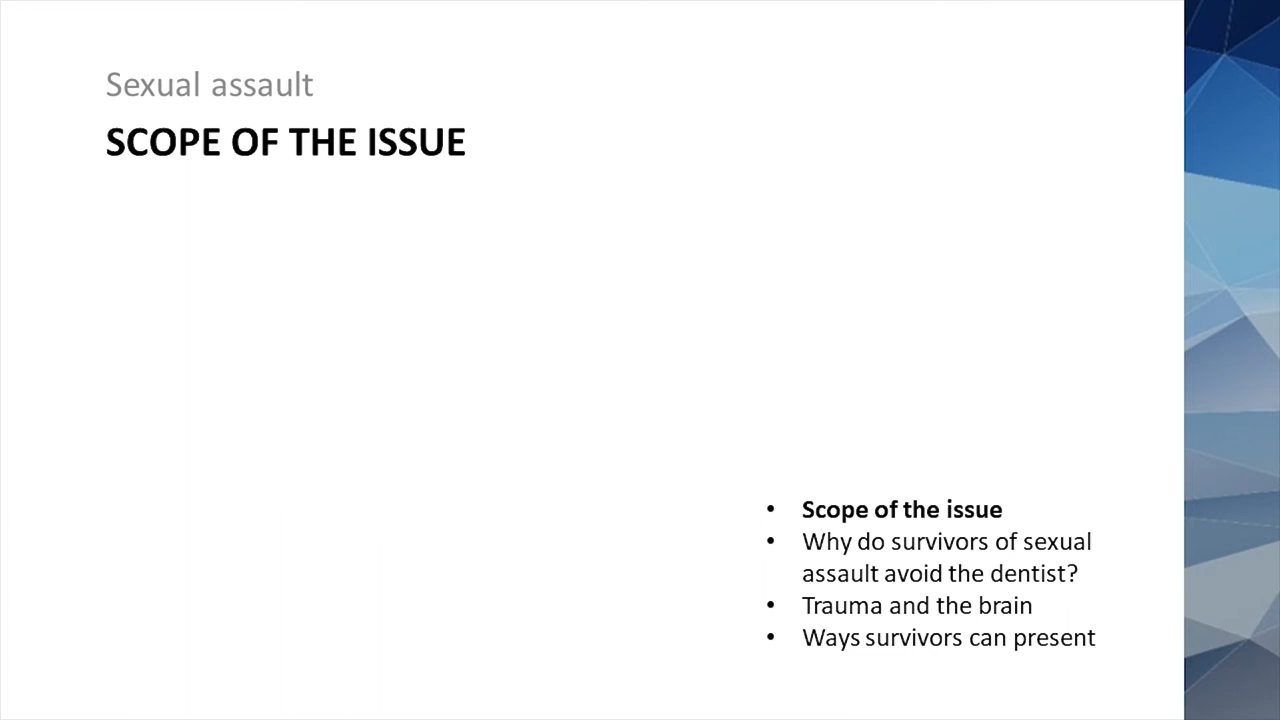 Sexual assault
SCOPE OF THE ISSUE
• Scope of the issue
• Why do survivors of sexual
assault avoid the dentist?
• Trauma and the brain
• Ways survivors can present